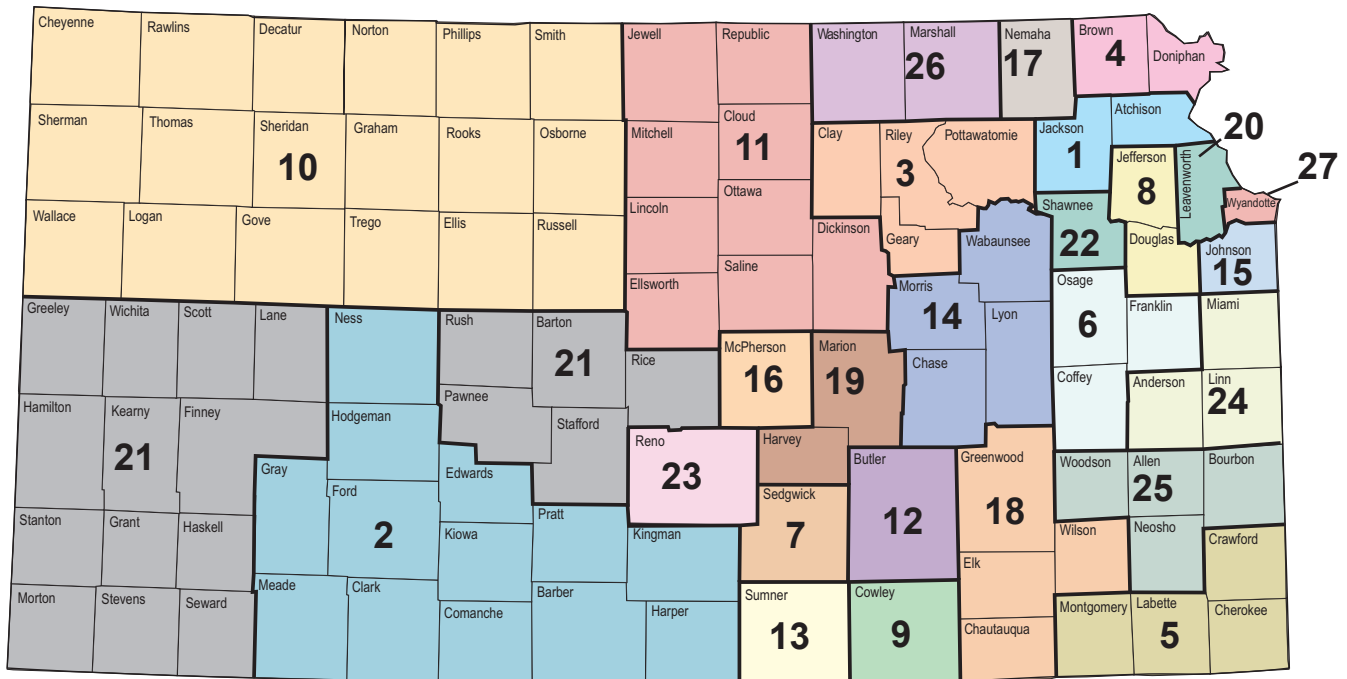 Cheyenne
Rawlins
Decatur
Norton
Phillips
Smith
Jewell
Republic
Washington
Marshall
26
Nemaha
17
Brown
4
Doniphan
Sherman
Thomas
Sheridan
10
Graham
Rooks
Osborne
Mitchell
Cloud
11
Clay
Riley
3
Pottawatomie
Jackson
1
Atchison
20
Jefferson
8
Leavenworth
27
Wyandotte
Wallace
Logan
Gove
Trego
Ellis
Russell
Lincoln
Ottawa
Dickinson
Geary
Wabaunsee
Shawnee
22
Douglas
Johnson
15
Ellsworth
Saline
Morris
14
Lyon
Osage
6
Franklin
Miami
Greeley
Wichita
Scott
Lane
Ness
Rush
Barton
21
Rice
McPherson
16
Marion
19
Chase
Coffey
Anderson
Linn
24
Hamilton
Kearny
21
Finney
Hodgeman
Pawnee
Stafford
Reno
23
Harvey
Butler
12
Greenwood
18
Woodson
Allen
25
Bourbon
Gray
Ford
2
Edwards
Sedgwick
7
Stanton
Grant
Haskell
Kiowa
Pratt
Kingman
Wilson
Neosho
Crawford
Elk
Morton
Stevens
Seward
Meade
Clark
Comanche
Barber
Harper
Sumner
13
Cowley
9
Chautauqua
Montgomery
Labette
5
Cherokee